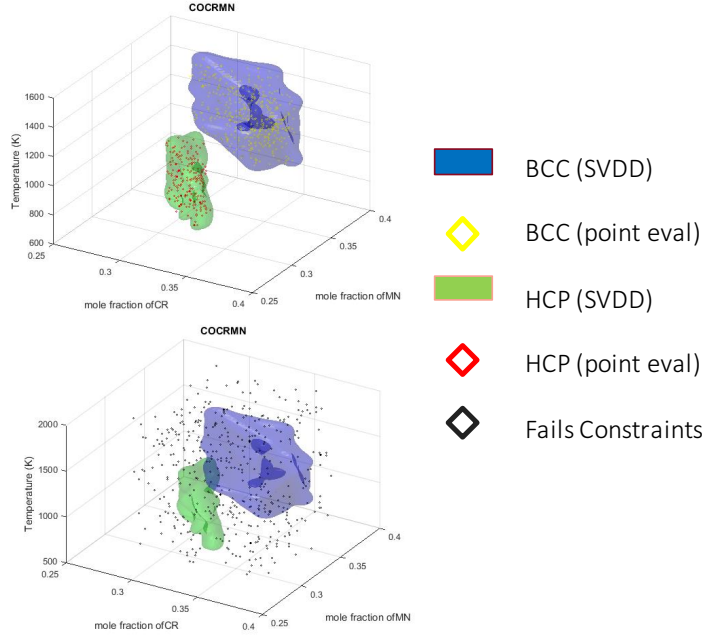 COCRMN
1600
1400
1200
1000
800
600
Temperature (K)
0.25
0.3
0.35
0.4
mole fraction ofCR
0.25
0.3
0.35
0.4
mole fraction ofMN
COCRMN
2000
1500
1000
500
Temperature (K)
0.25
0.3
0.35
0.4
mole fraction ofCR
0.25
0.3
0.35
0.4
mole fraction ofMN
BCC (SVDD)
BCC (point eval)
HCP (SVDD)
HCP (point eval)
Fails Constraints